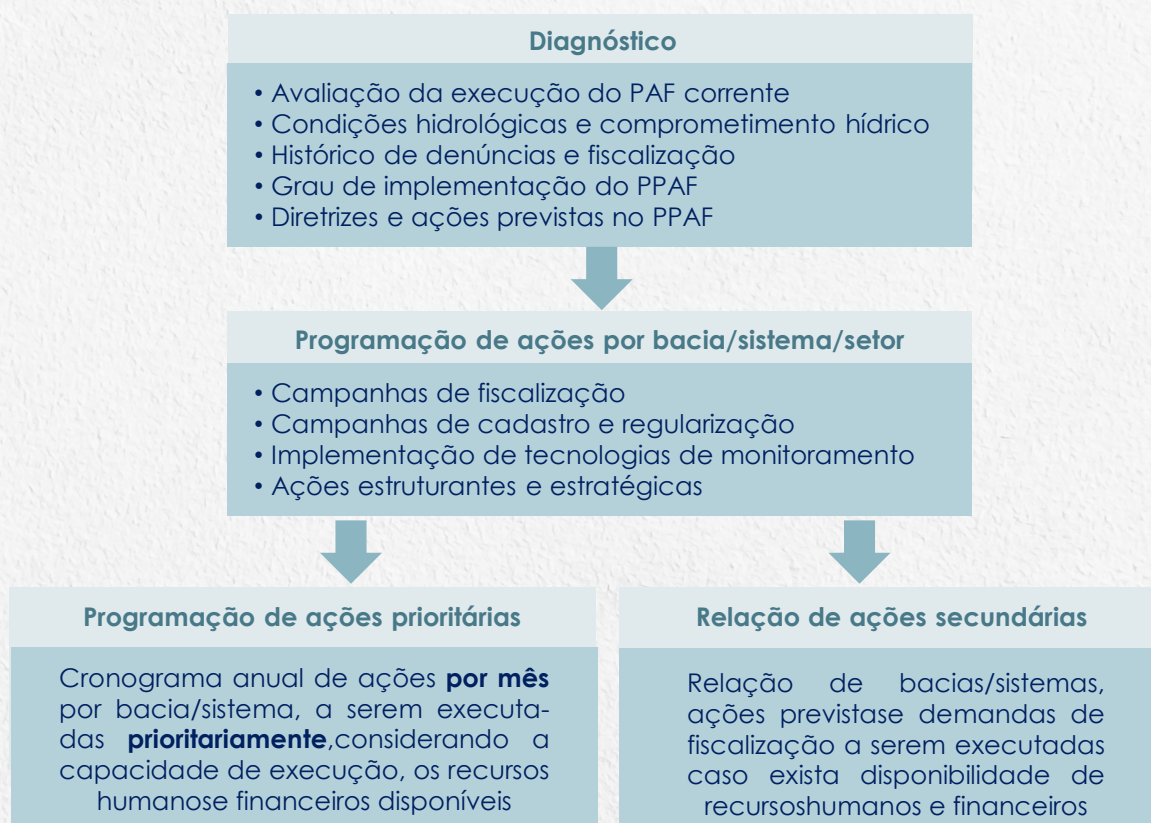 Diagnóstico
• Avaliação da execução do PAF corrente
• Condições hidrológicas e comprometimento hídrico
• Histórico de denúncias e fiscalização
• Grau de implementação do PPAF
• Diretrizes e ações previstas no PPAF
Programação de ações por bacia/sistema/setor
• Campanhas de fiscalização
• Campanhas de cadastro e regularização
• Implementação de tecnologias de monitoramento
• Ações estruturantes e estratégicas
Programação de ações prioritárias
Cronograma anual de ações por mês
por bacia/sistema, a serem executa-
das prioritariamente,considerando a
capacidade de execução, os recursos
humanose financeiros disponíveis
Relação de ações secundárias
Relação de bacias/sistemas,
ações previstase demandas de
fiscalização a serem executadas
caso exista disponibilidade de
recursoshumanos e financeiros